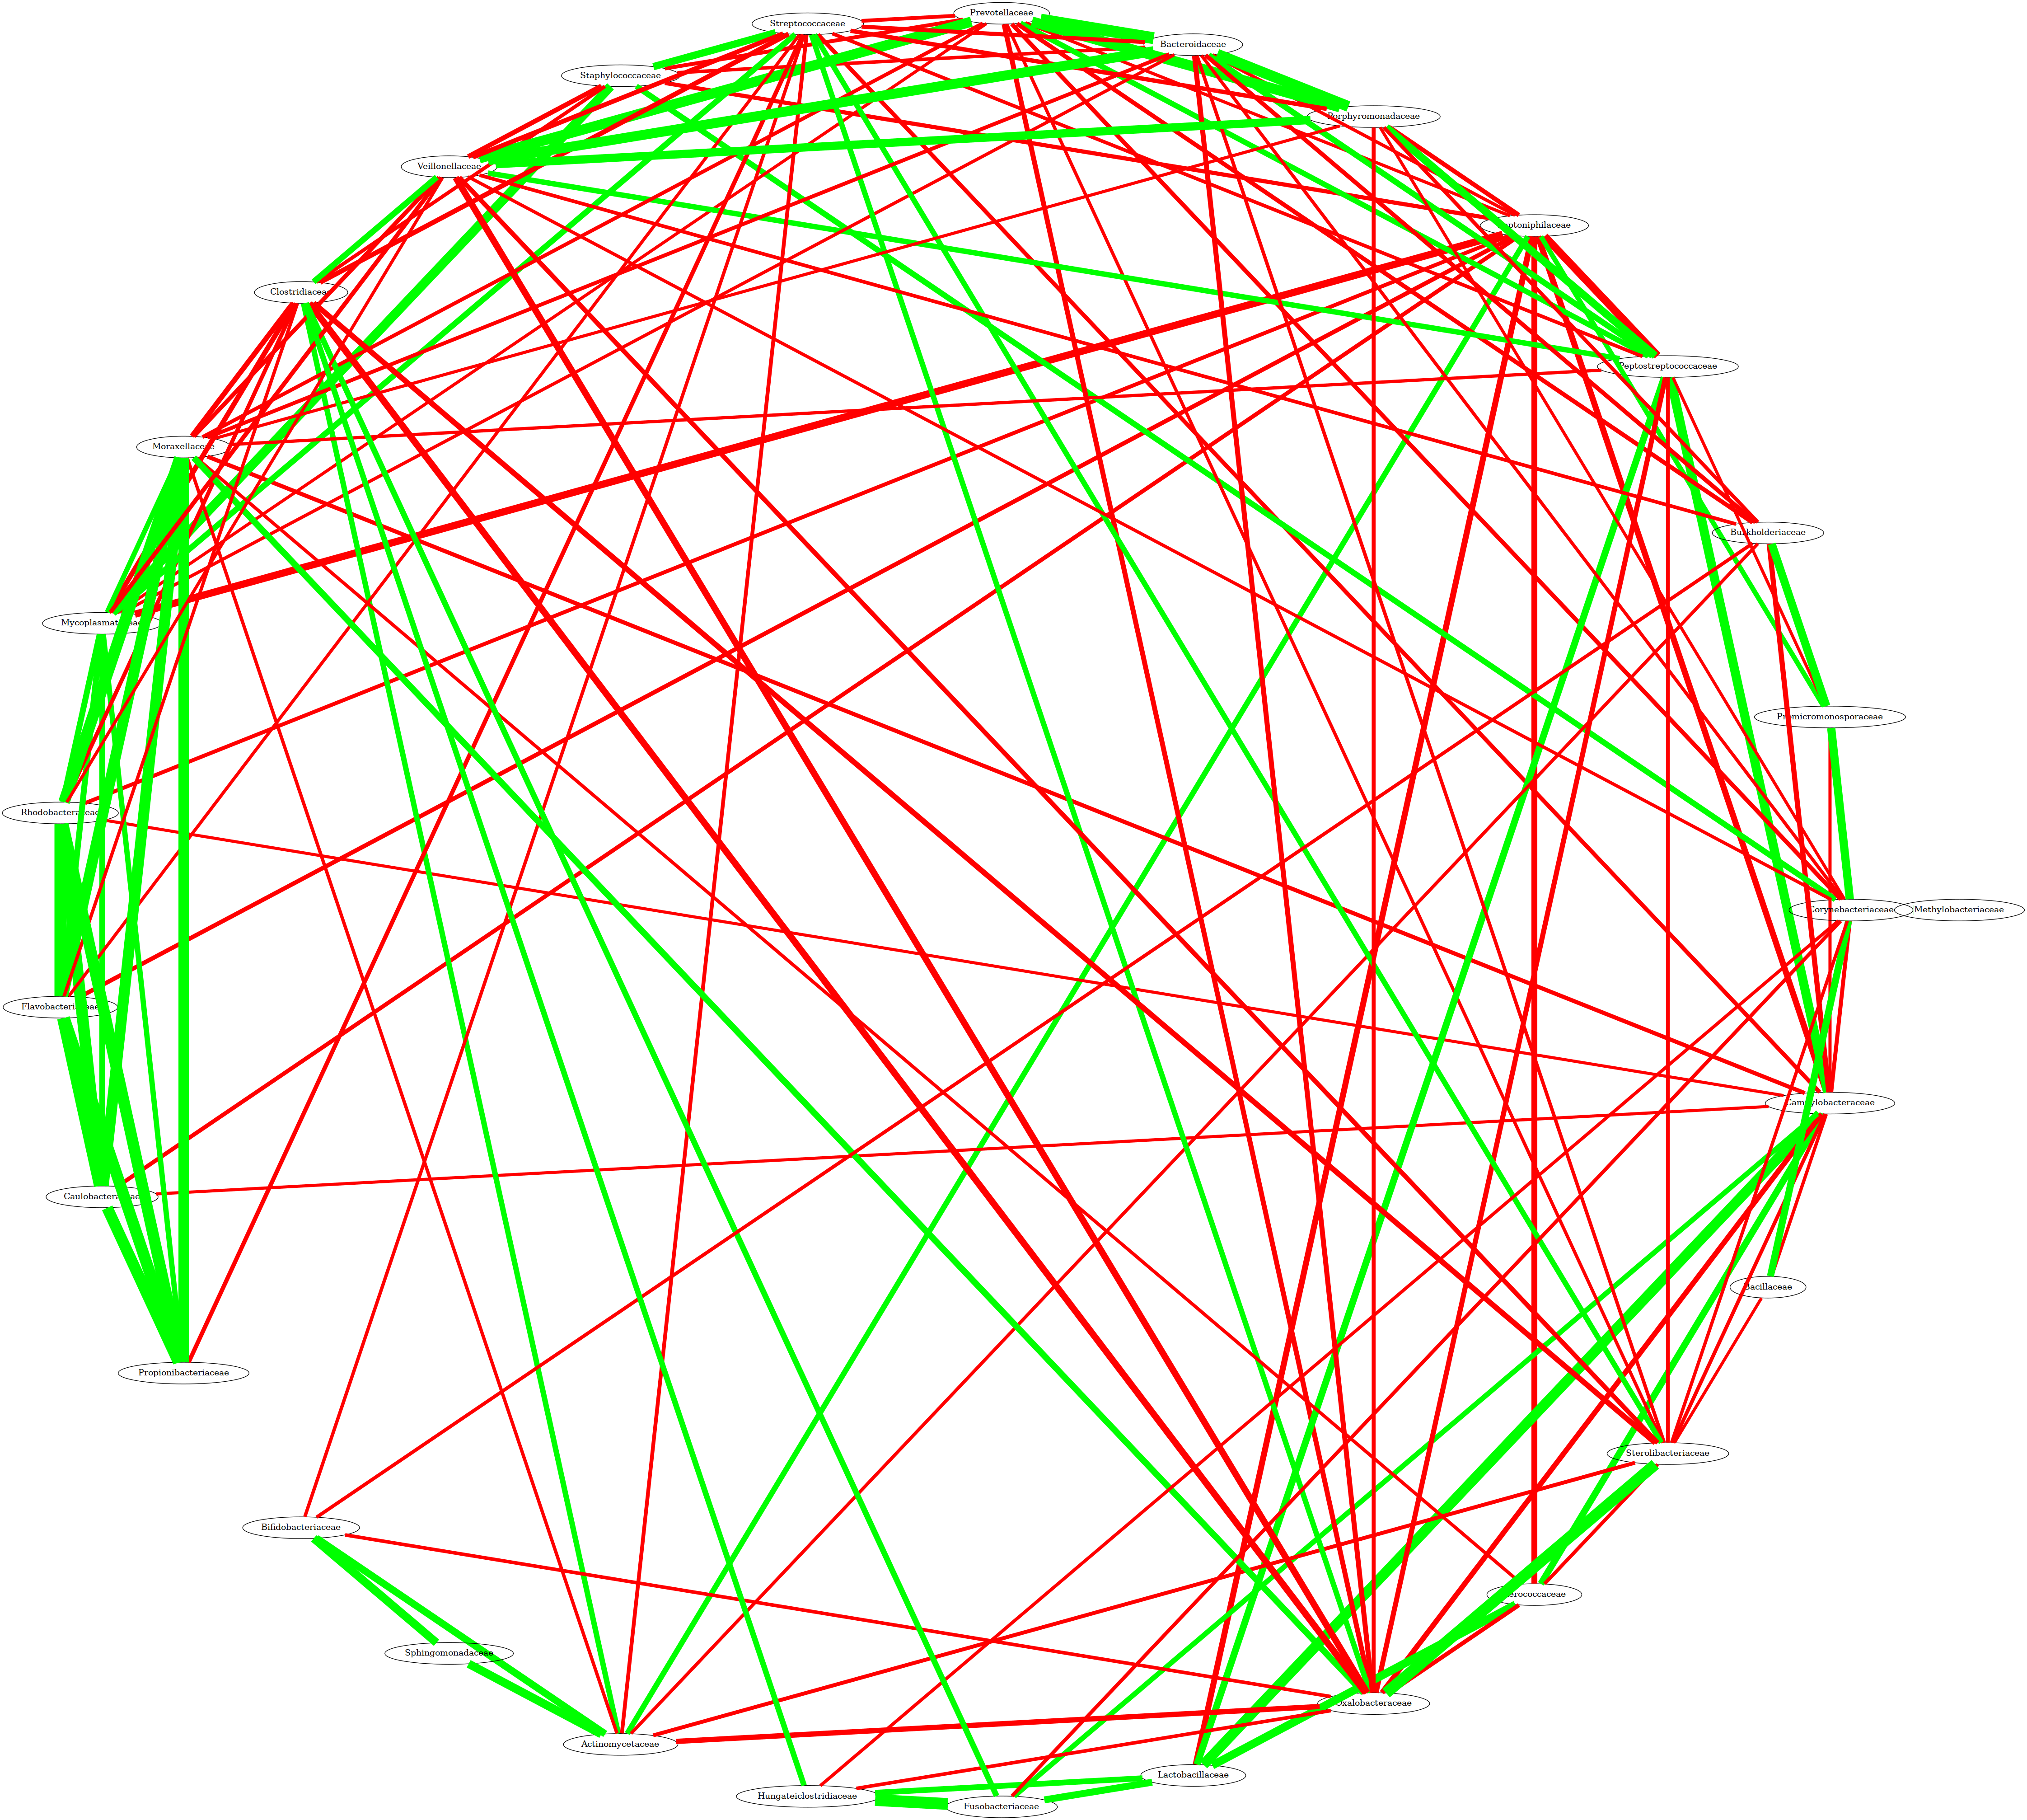 Prevotellaceae
Streptococcaceae
Bacteroidaceae
Staphylococcaceae
Porphyromonadaceae
Veillonellaceae
Peptoniphilaceae
Clostridiaceae
Peptostreptococcaceae
Moraxellaceae
Burkholderiaceae
Mycoplasmataceae
Promicromonosporaceae
Rhodobacteraceae
Corynebacteriaceae
Methylobacteriaceae
Flavobacteriaceae
Campylobacteraceae
Caulobacteraceae
Bacillaceae
Propionibacteriaceae
Sterolibacteriaceae
Bifidobacteriaceae
Aerococcaceae
Sphingomonadaceae
Oxalobacteraceae
Actinomycetaceae
Lactobacillaceae
Hungateiclostridiaceae
Fusobacteriaceae